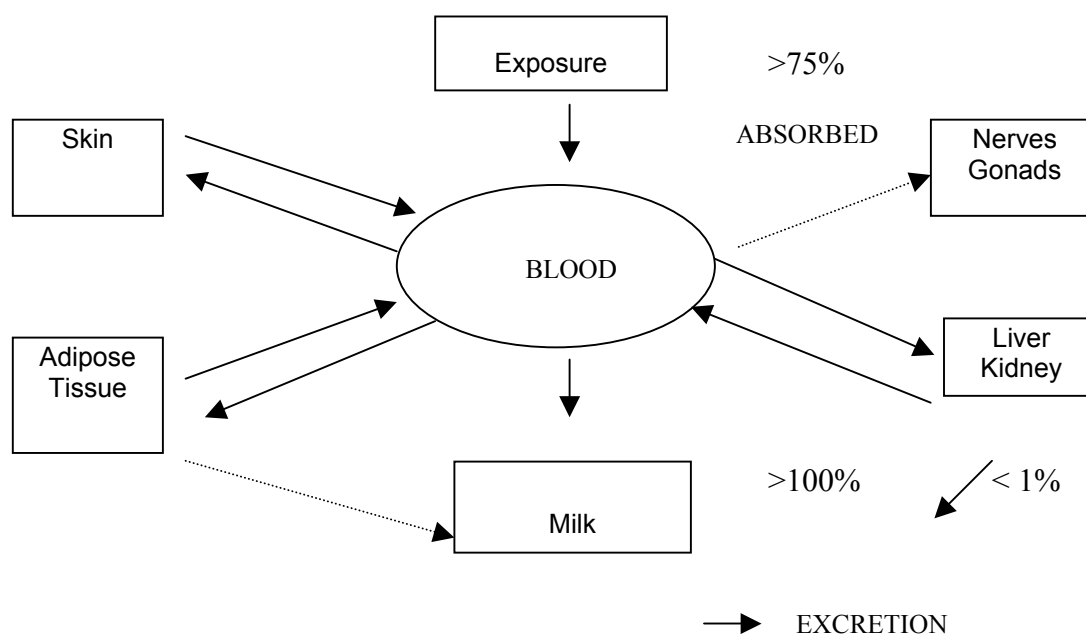 Exposure
>75%
ABSORBED
Skin
Nerves
Gonads
BLOOD
Adipose
Tissue
Liver
Kidney
Milk
>100%
< 1%
EXCRETION